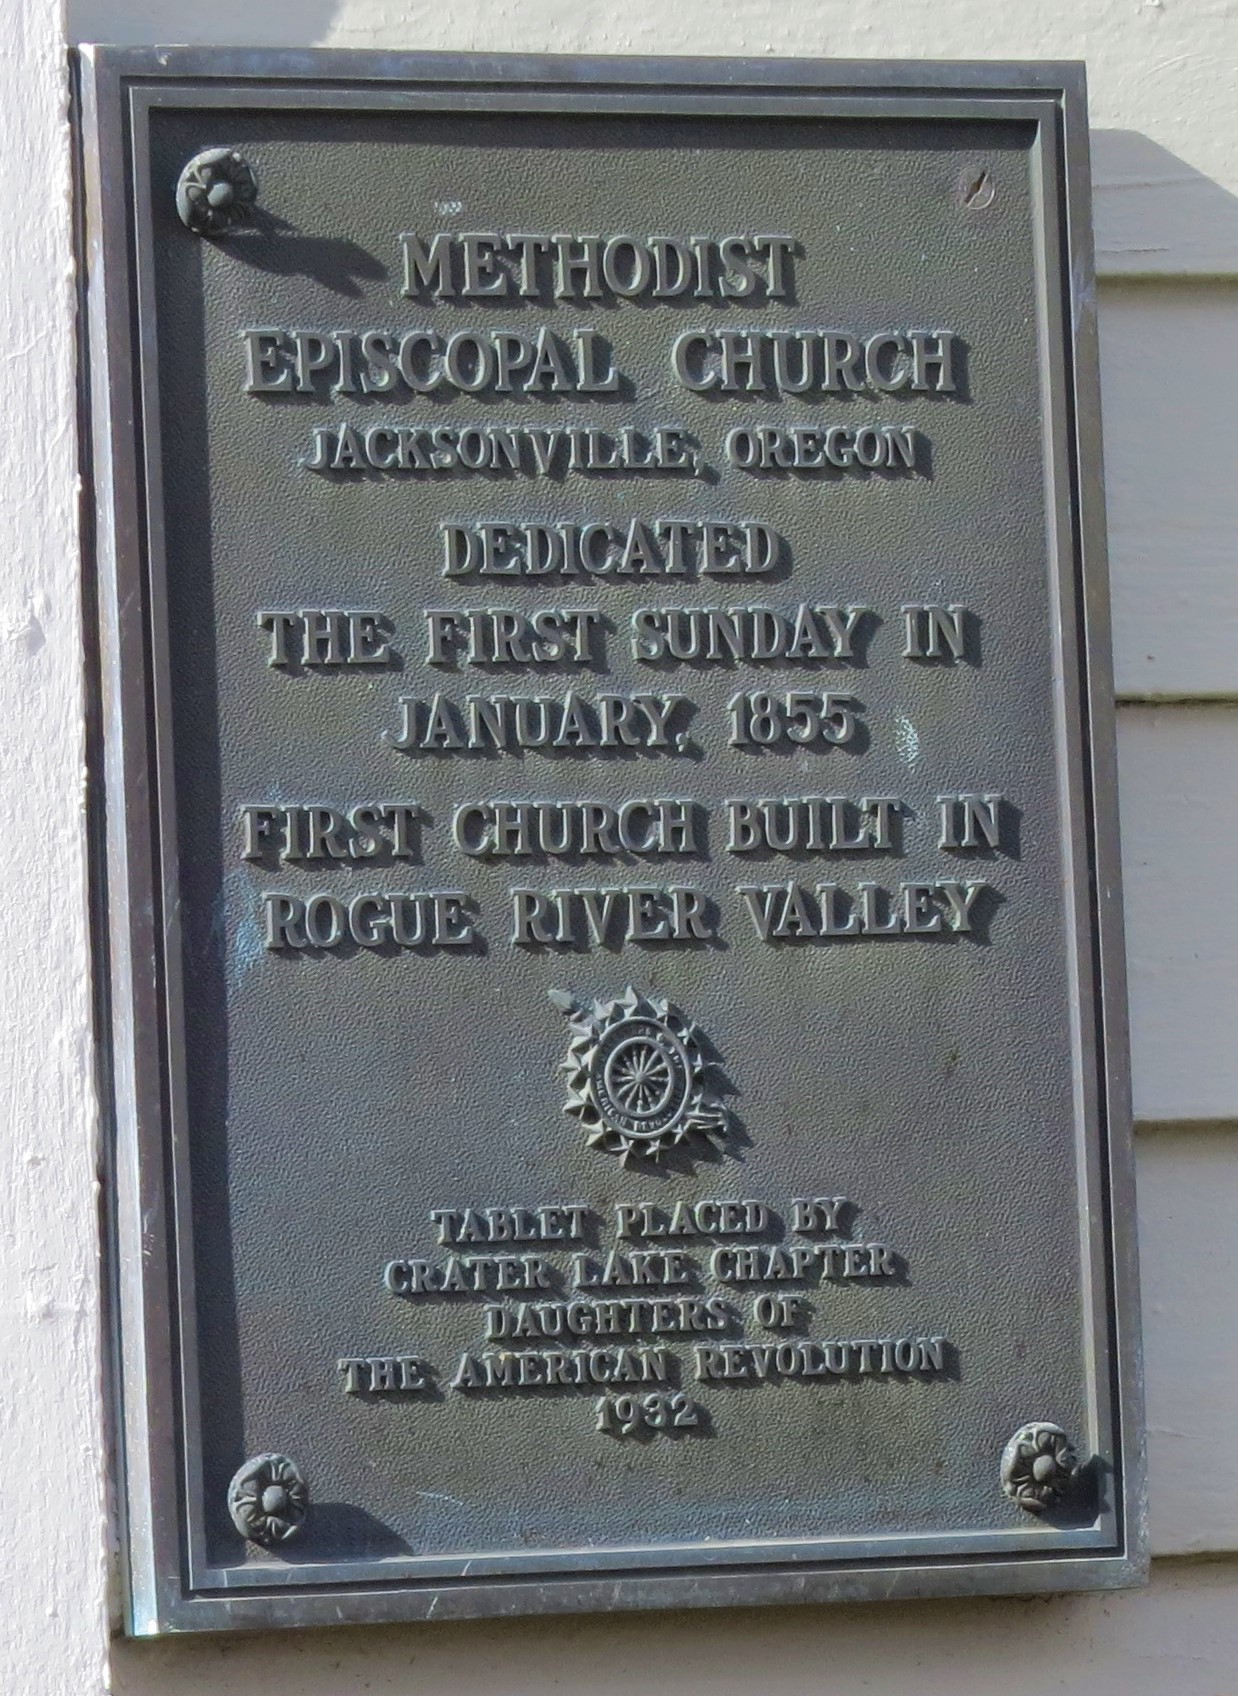 METHODIST
EPISCOPAL CHURCH
JACKSONVILLE, OREGON
DEDICATED
THE FIRST SUNDAY IN
JANUARY, 1855
FIRST CHURCH BUILT IN
ROGUE RIVER VALLEY
TABLET PLACED BY
CRATER LAKE CHAPTER
DAUGHTERS OF
THE AMERICAN REVOLUTION
1932